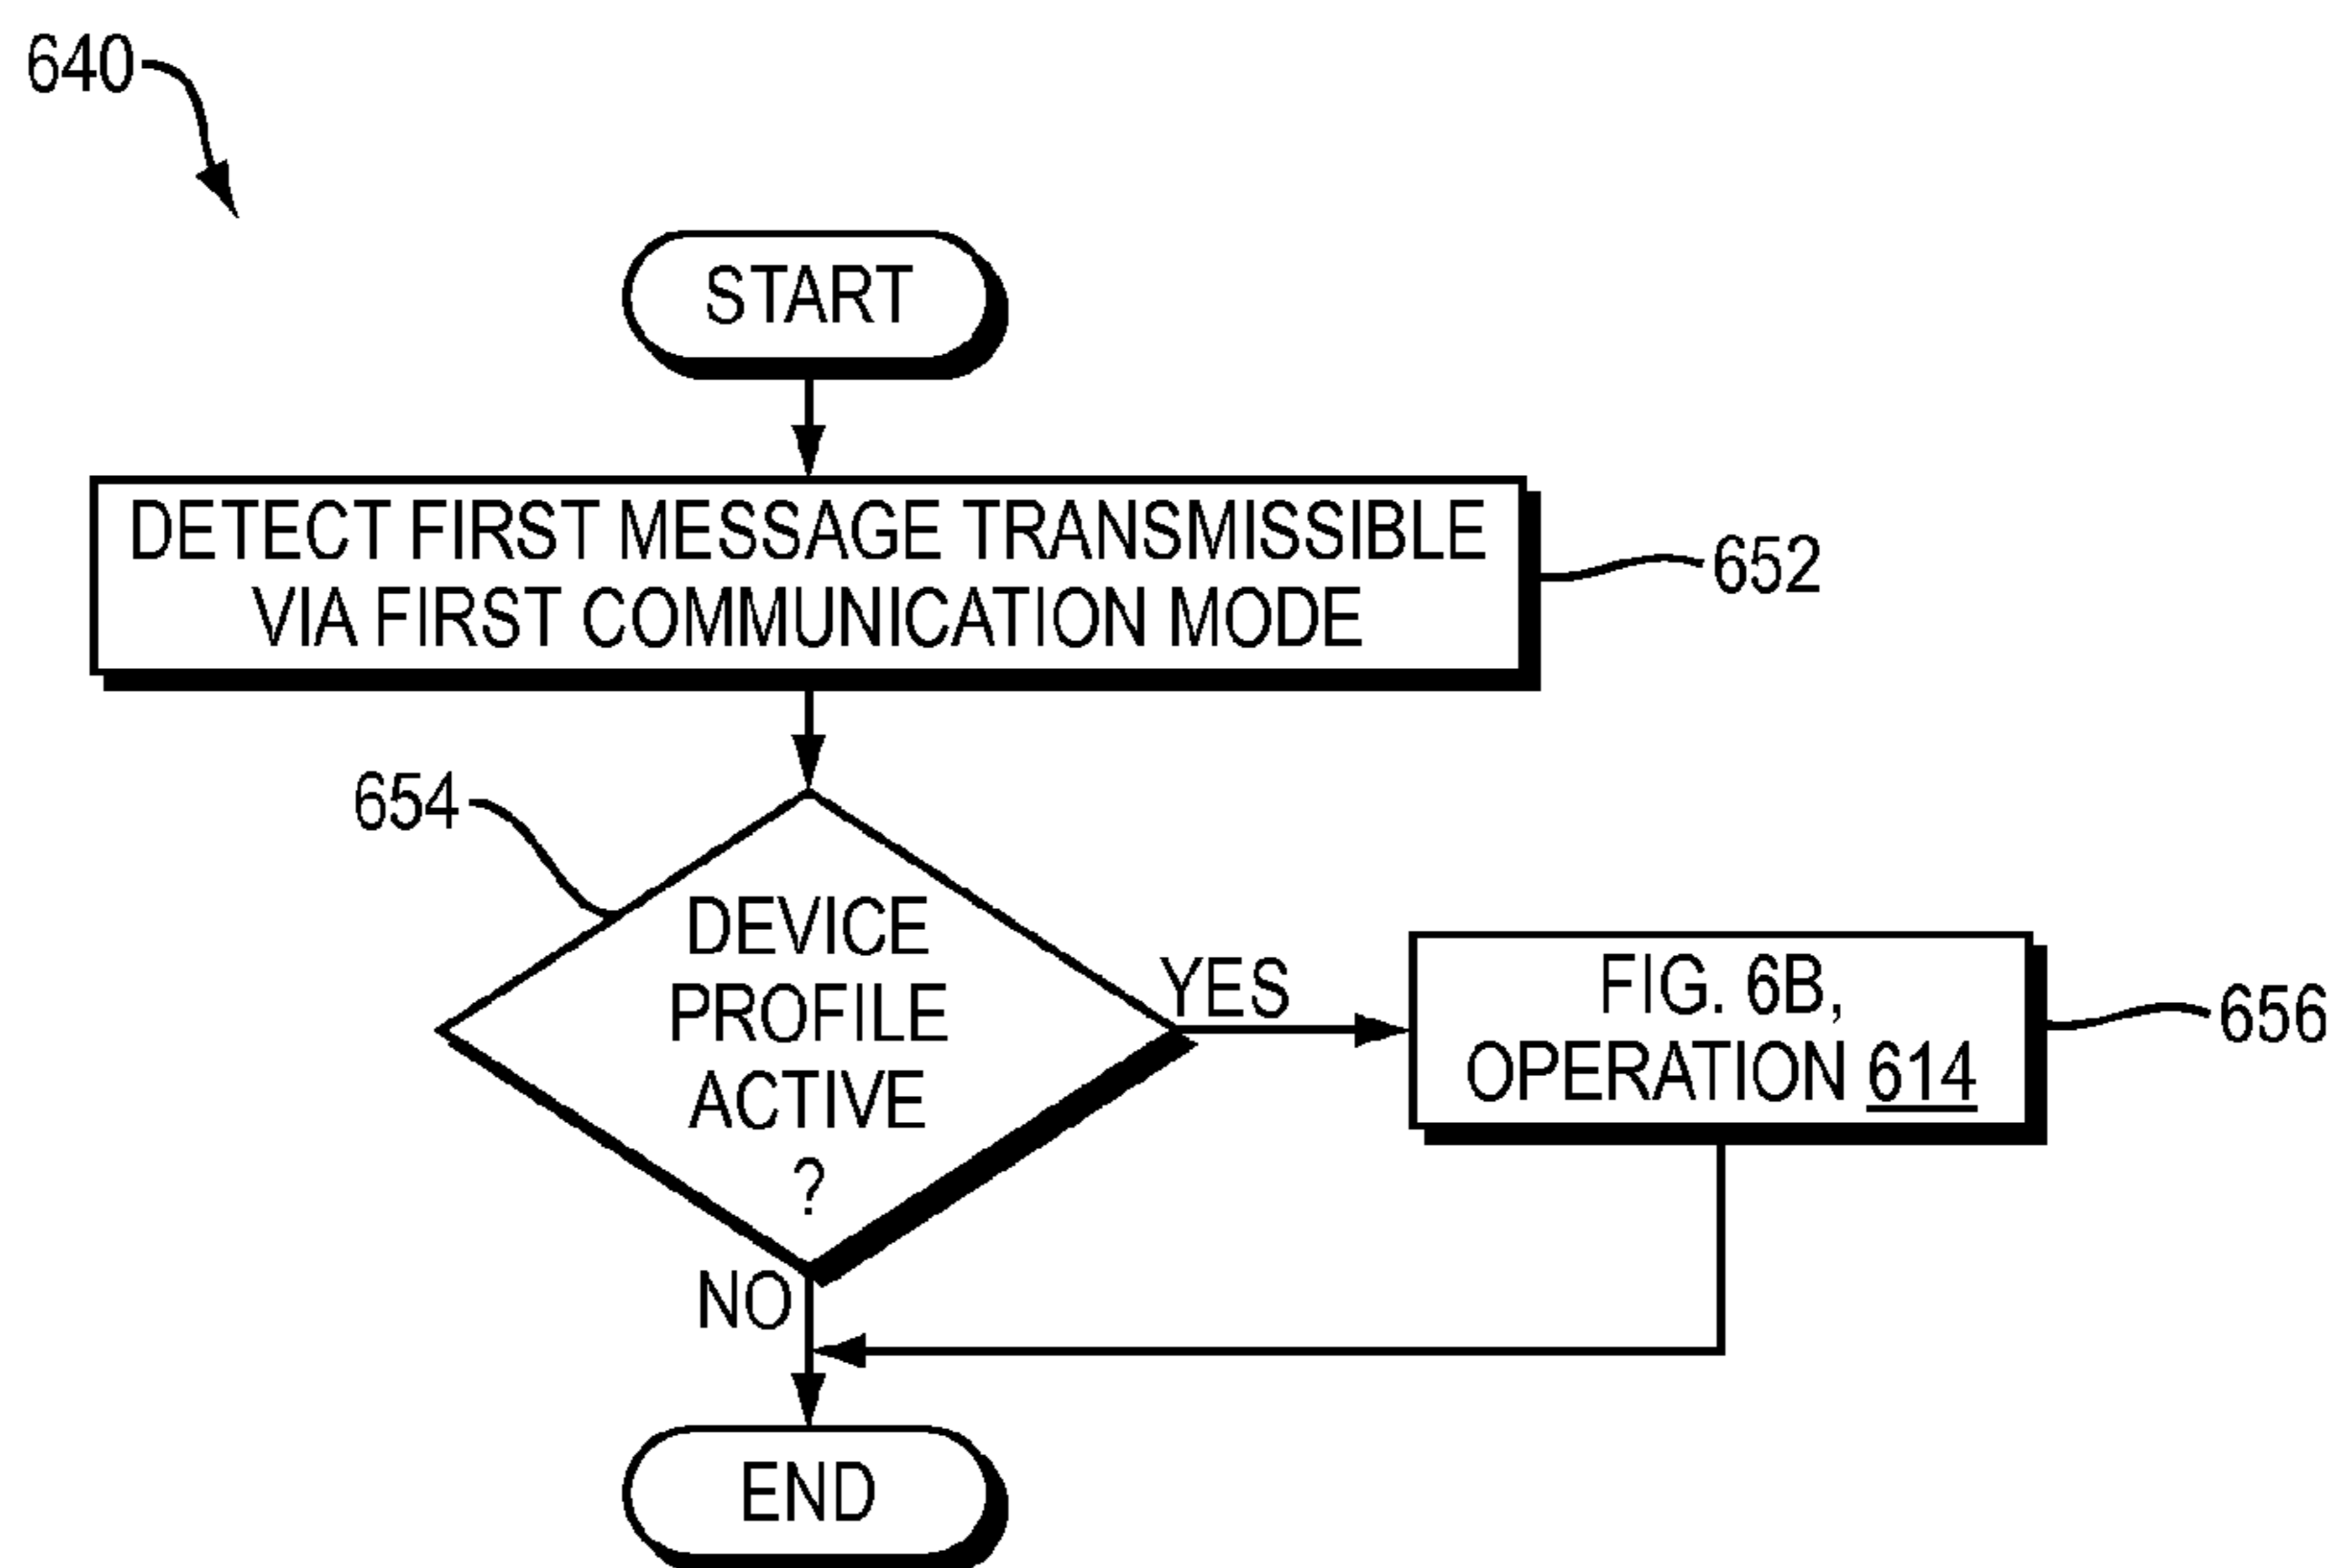 640
START
DETECT FIRST MESSAGE TRANSMISSIBLE
VIA FIRST COMMUNICATION MODE
652
654
DEVICE
PROFILE
ACTIVE
?
YES
FIG. 6B,
OPERATION 614
656
NO
END